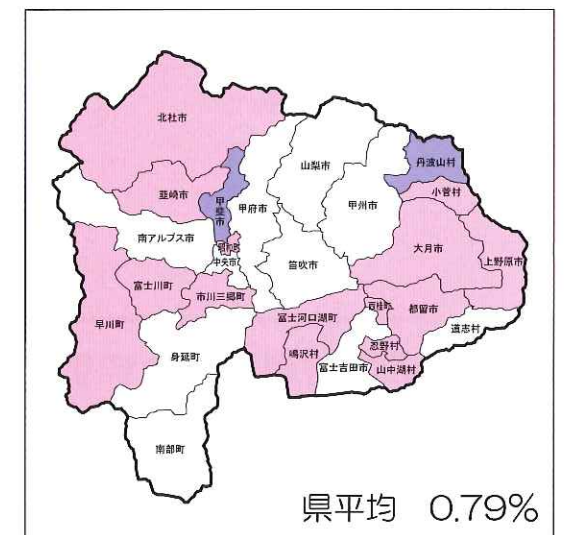 北杜市
山梨市
丹波山村
韮崎市
甲斐市
甲府市
甲州市
小菅村
南アルプス市
昭和町
大月市
上野原市
中央市
笛吹市
富士川町
市川三郷町
早川町
富士河口湖町
西桂町
都留市
道志村
身延町
鳴沢村
忍野村
富士吉田市
山中湖村
南部町
県平均 0.79%